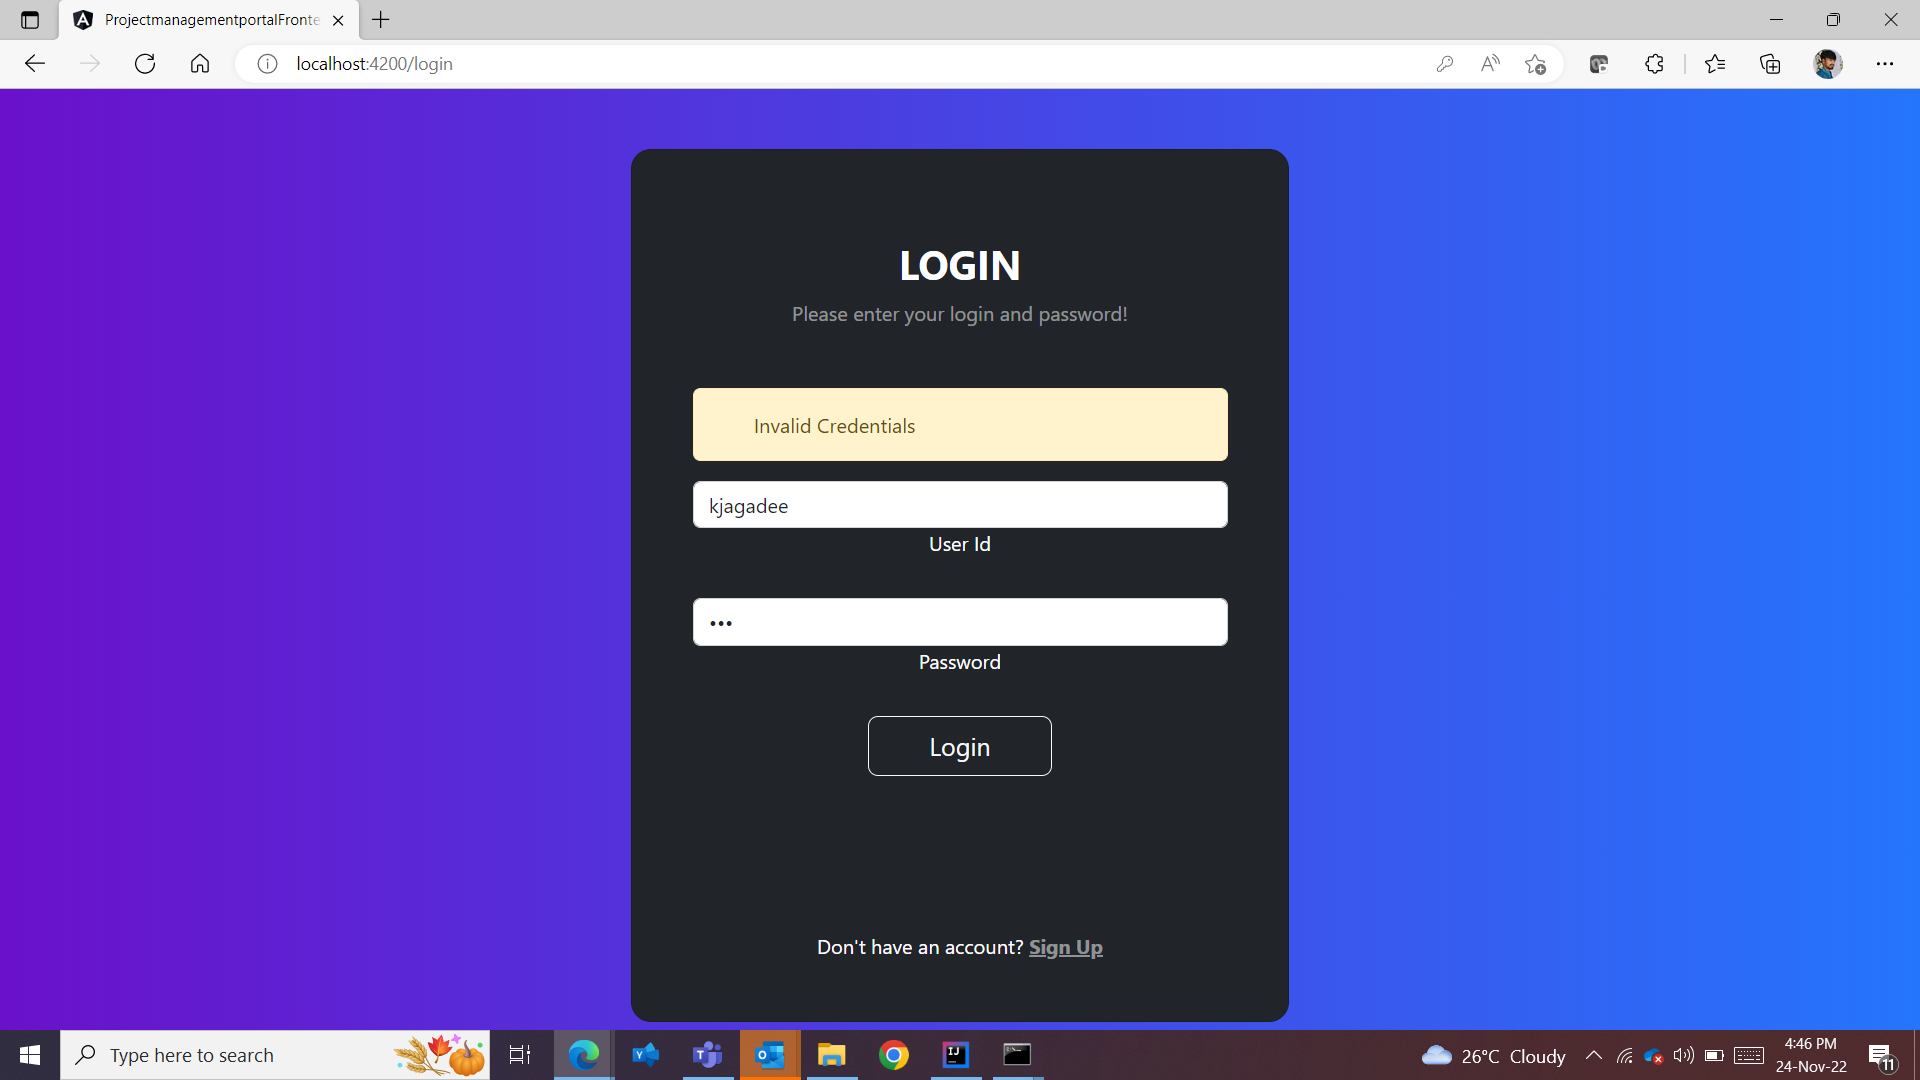 ProjectmanagementportalFronte
localhost:4200/login
LOGIN
Please enter your login and password!
Invalid Credentials
kjagadee
User Id
•••
Password
Login
Don't have an account? Sign Up
Type here to search
26°C Cloudy
4:46 PM
24-Nov-22
11